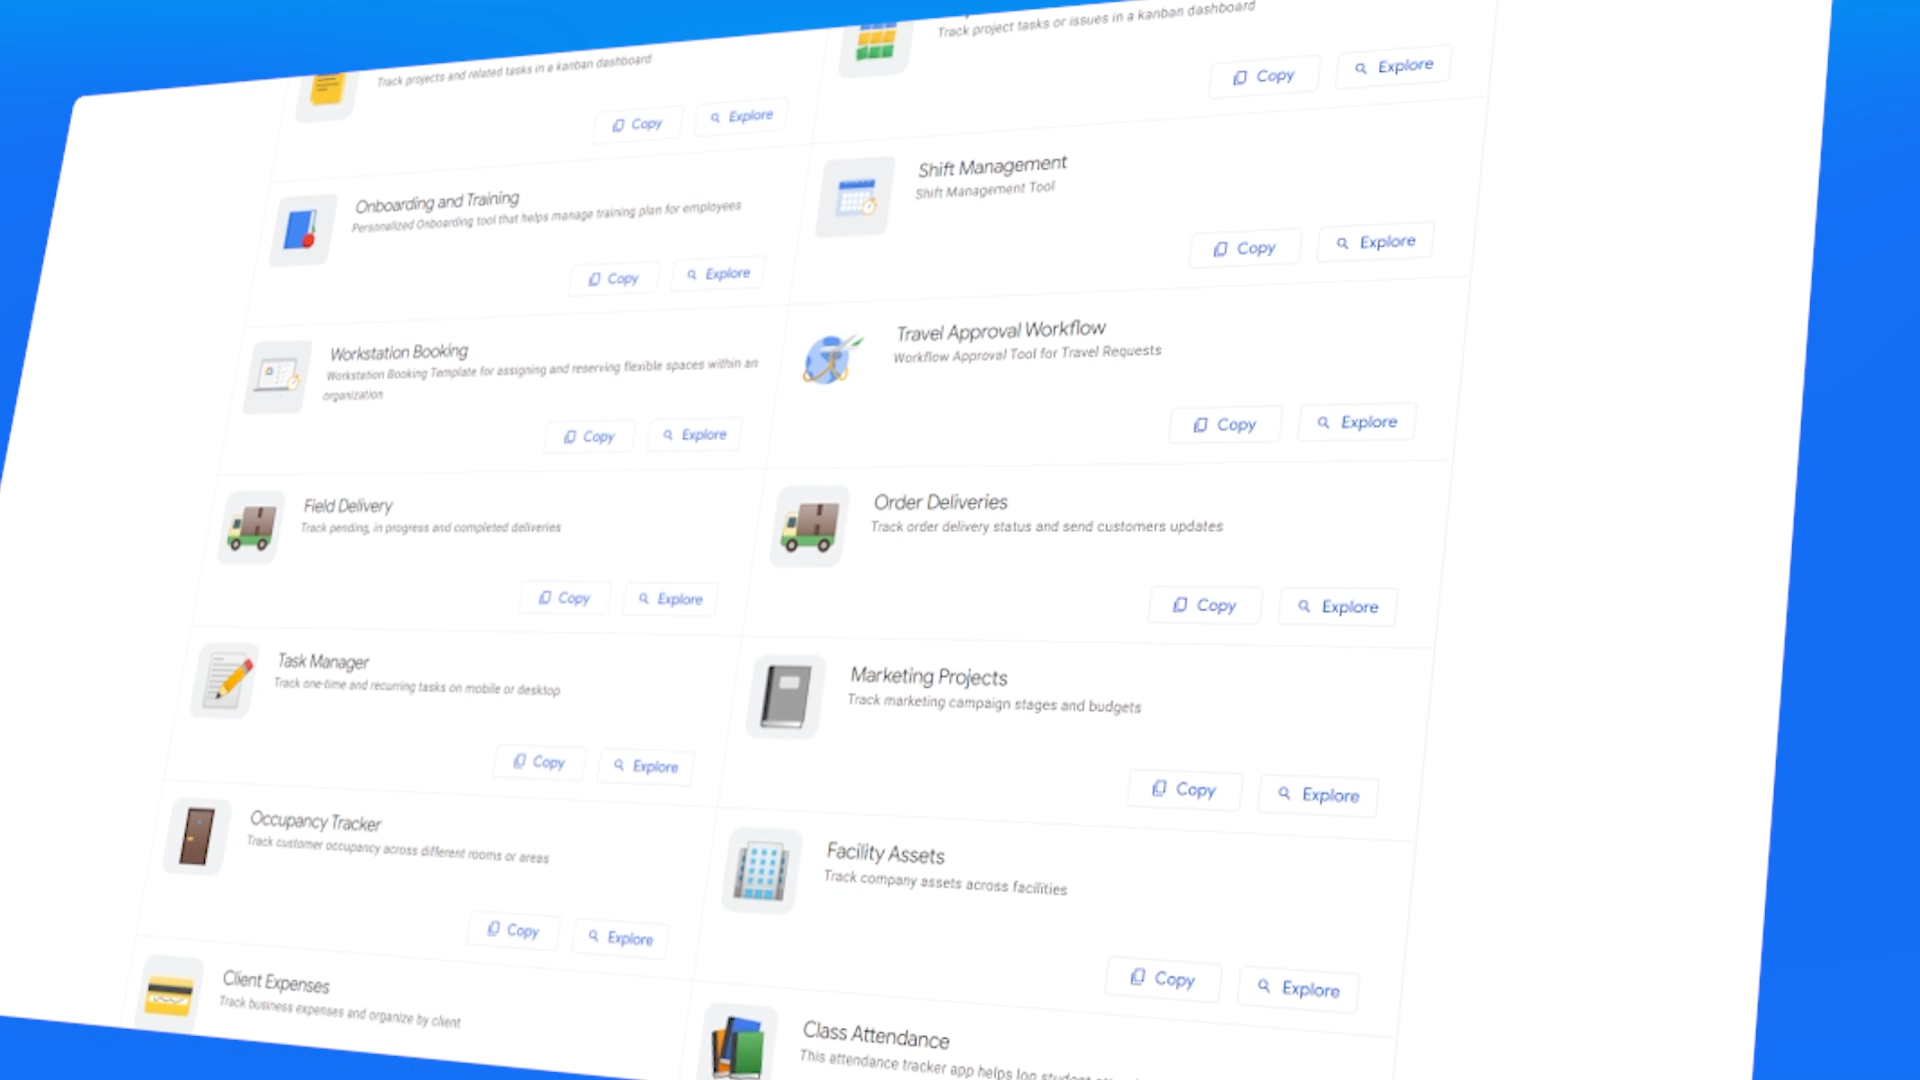 Track projects and related tasks in a kanban dashboard
Copy
Explore
Track project tasks or issues in a kanban dashboard
Copy
Explore
Onboarding and Training
Personalized Onboarding tool that helps manage training plan for employees
Copy
Explore
Shift Management
Shift Management Tool
Copy
Explore
Workstation Booking
Workstation Booking Template for assigning and reserving flexible spaces within an
organization
Copy
Explore
Travel Approval Workflow
Workflow Approval Tool for Travel Requests
Copy
Explore
Field Delivery
Track pending, in progress and completed deliveries
Copy
Explore
Order Deliveries
Track order delivery status and send customers updates
Copy
Explore
Task Manager
Track one-time and recurring tasks on mobile or desktop
Copy
Explore
Marketing Projects
Track marketing campaign stages and budgets
Copy
Explore
Occupancy Tracker
Track customer occupancy across different rooms or areas
Copy
Explore
Facility Assets
Track company assets across facilities
Copy
Explore
Client Expenses
Track business expenses and organize by client
Class Attendance
This attendance tracker app helps log student